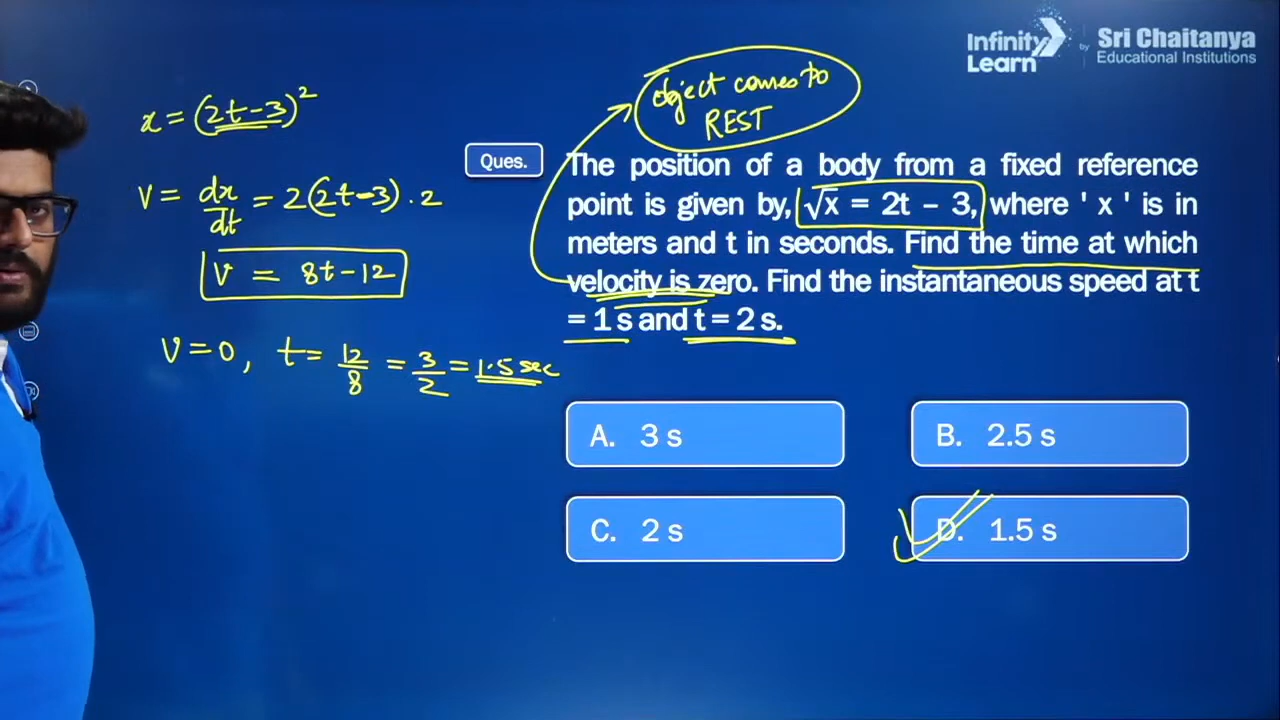 Infinity Learn by Sri Chaitanya Educational Institutions
object comes to
REST
x = (2t-3)²
v = dx/dt = 2(2t-3).2
v = 8t-12
v=0, t= 12/8 = 3/2 = 1.5 sec
Ques.
The position of a body from a fixed reference
point is given by, √x = 2t – 3, where ' x ' is in
meters and t in seconds. Find the time at which
velocity is zero. Find the instantaneous speed at t
= 1 s and t = 2 s.
A. 3 s
B. 2.5 s
C. 2 s
D. 1.5 s